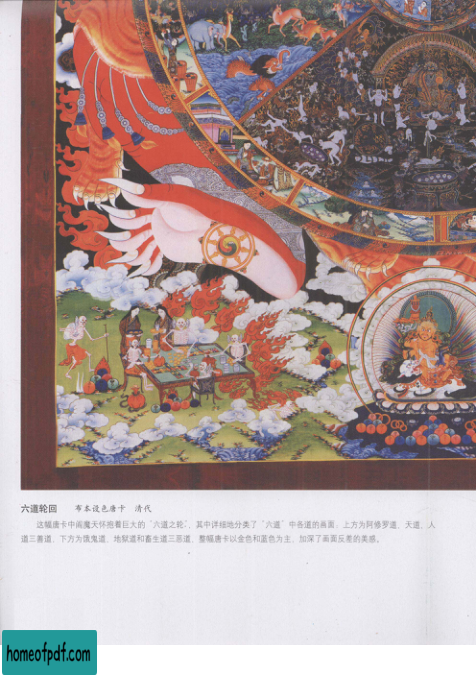 六道轮回 布本设色唐卡 清代
这幅唐卡中阎魔天怀抱着巨大的“六道之轮”，其中详细地分类了“六道”中各道的画面：上方为阿修罗道、天道、人
道三善道，下方为饿鬼道、地狱道和畜生道三恶道，整幅唐卡以金色和蓝色为主，加深了画面反差的美感。
homeofpdf.com